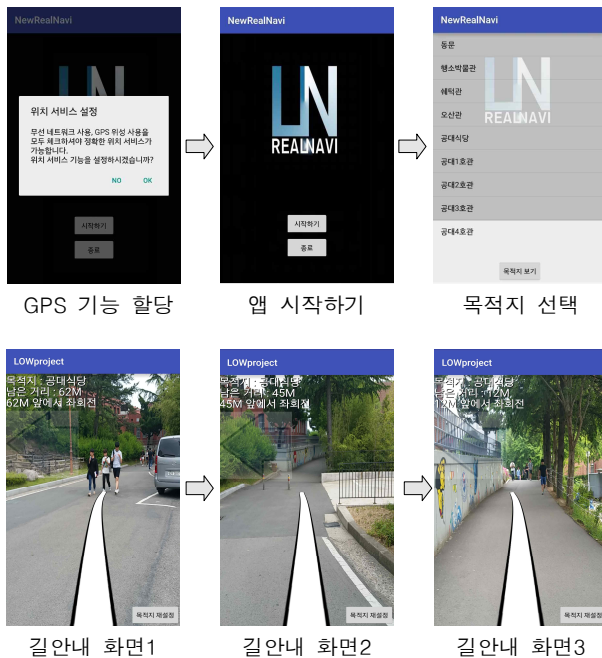 NewRealNavi
위치 서비스 설정
무선 네트워크 사용, GPS 위성 사용을
모두 체크하셔야 정확한 위치 서비스가
가능합니다.
위치 서비스 기능을 설정하시겠습니까?
NO OK
시작하기
종료
GPS 기능 할당
NewRealNavi
UN
REALNAVI
시작하기
종료
앱 시작하기
NewRealNavi
동문
행소박물관
쉐턱관
오산관
공대식당
공대1호관
공대2호관
공대3호관
공대4호관
REALNAVI
목적지 보기
목적지 선택
LOWproject
목적지 : 공대식당
남은 거리 : 62M
62M 앞에서 좌회전
목적지 재설정
길안내 화면1
LOWproject
목적지 : 공대식당
남은 거리 : 45M
45M 앞에서 좌회전
목적지 재설정
길안내 화면2
LOWproject
목적지 : 공대식당
남은 거리 : 12M
12M 앞에서 좌회전
목적지 재설정
길안내 화면3